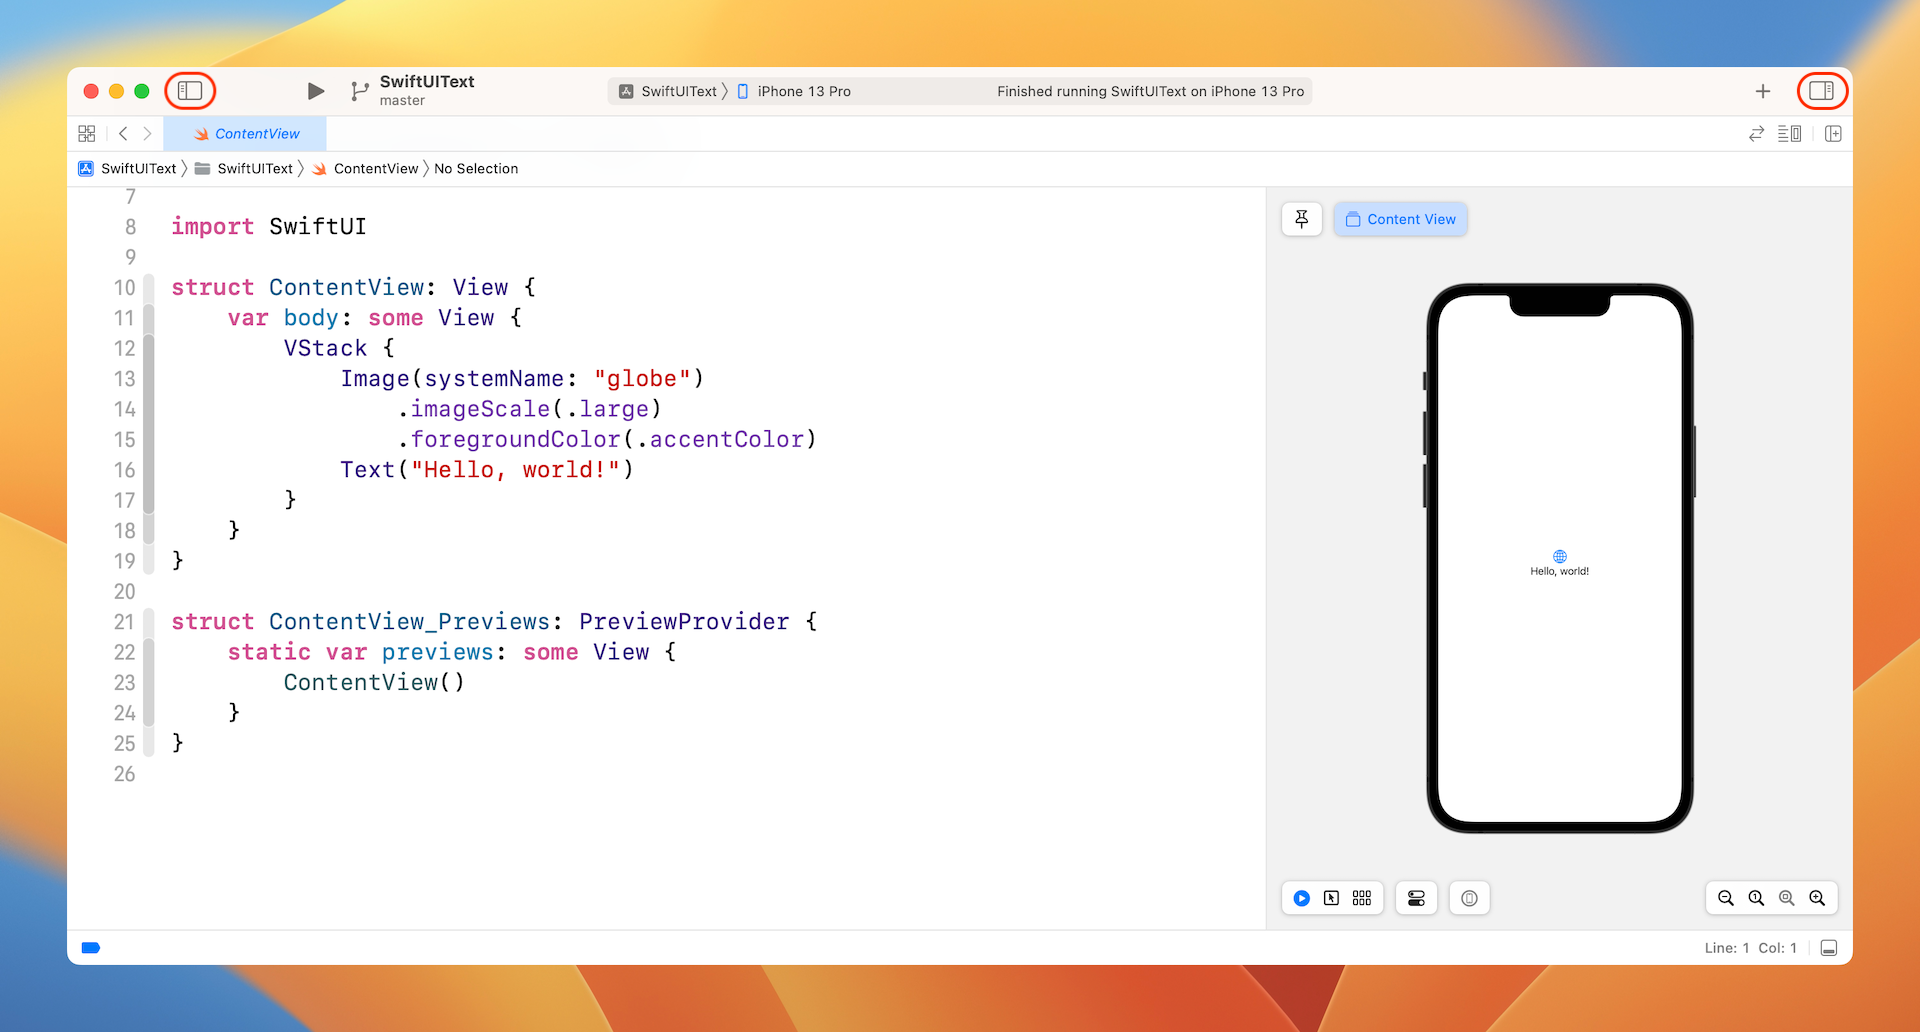 SwiftUIText
master
SwiftUIText 〉 iPhone 13 Pro
Finished running SwiftUIText on iPhone 13 Pro
ContentView
SwiftUIText 〉 SwiftUIText 〉 ContentView 〉 No Selection
7
8 import SwiftUI
9
10 struct ContentView: View {
11     var body: some View {
12         VStack {
13             Image(systemName: "globe")
14                 .imageScale(.large)
15                 .foregroundColor(.accentColor)
16             Text("Hello, world!")
17         }
18     }
19 }
20
21 struct ContentView_Previews: PreviewProvider {
22     static var previews: some View {
23         ContentView()
24     }
25 }
26
Content View
Hello, world!
Line: 1 Col: 1